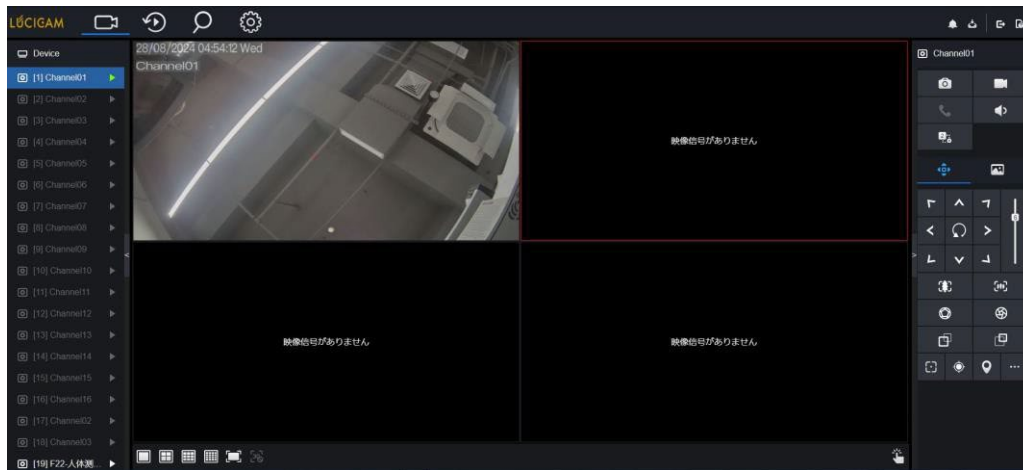 LUCIGAM
Device
[1] Channel01
[2] Channel02
[3] Channel03
[4] Channel04
[5] Channel05
[6] Channel06
[7] Channel07
[8] Channel08
[9] Channel09
[10] Channel10
[11] Channel11
[12] Channel12
[13] Channel13
[14] Channel14
[15] Channel15
[16] Channel16
[17] Channel02
[18] Channel03
[19] F22-人体测...
28/08/2024 04:54:12 Wed
Channel01
映像信号がありません
映像信号がありません
映像信号がありません
Channel01